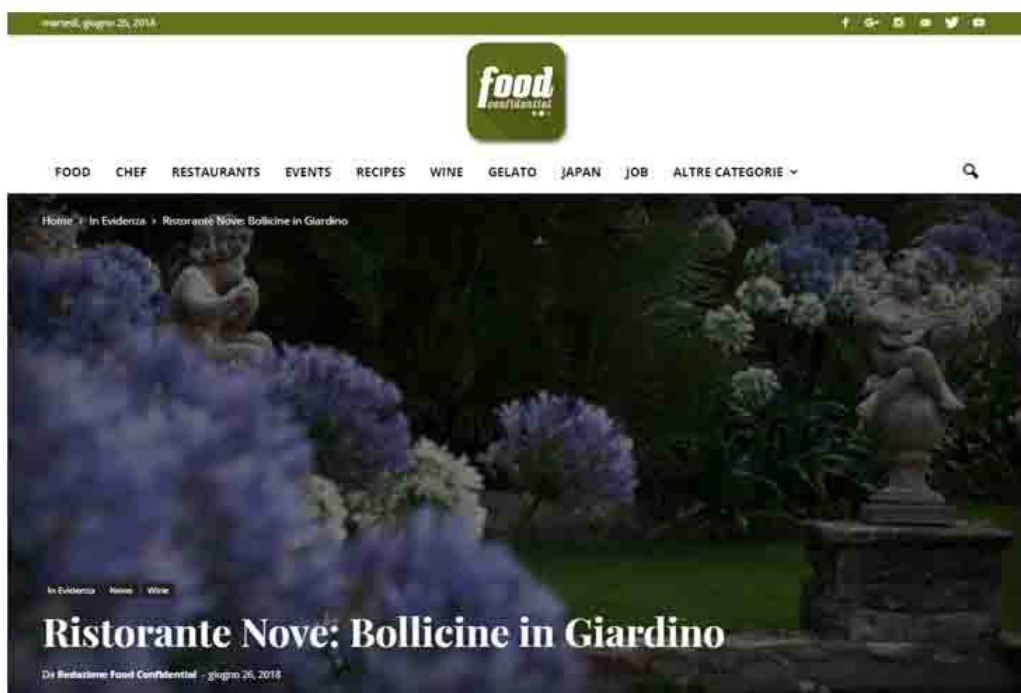 martedì, giugno 26, 2018
food
confidential
FOOD CHEF RESTAURANTS EVENTS RECIPES WINE GELATO JAPAN JOB ALTRE CATEGORIE
Home › In Evidenza › Ristorante Nove: Bollicine in Giardino
In Evidenza News Wine
Ristorante Nove: Bollicine in Giardino
Da Redazione Food Confidential - giugno 26, 2018